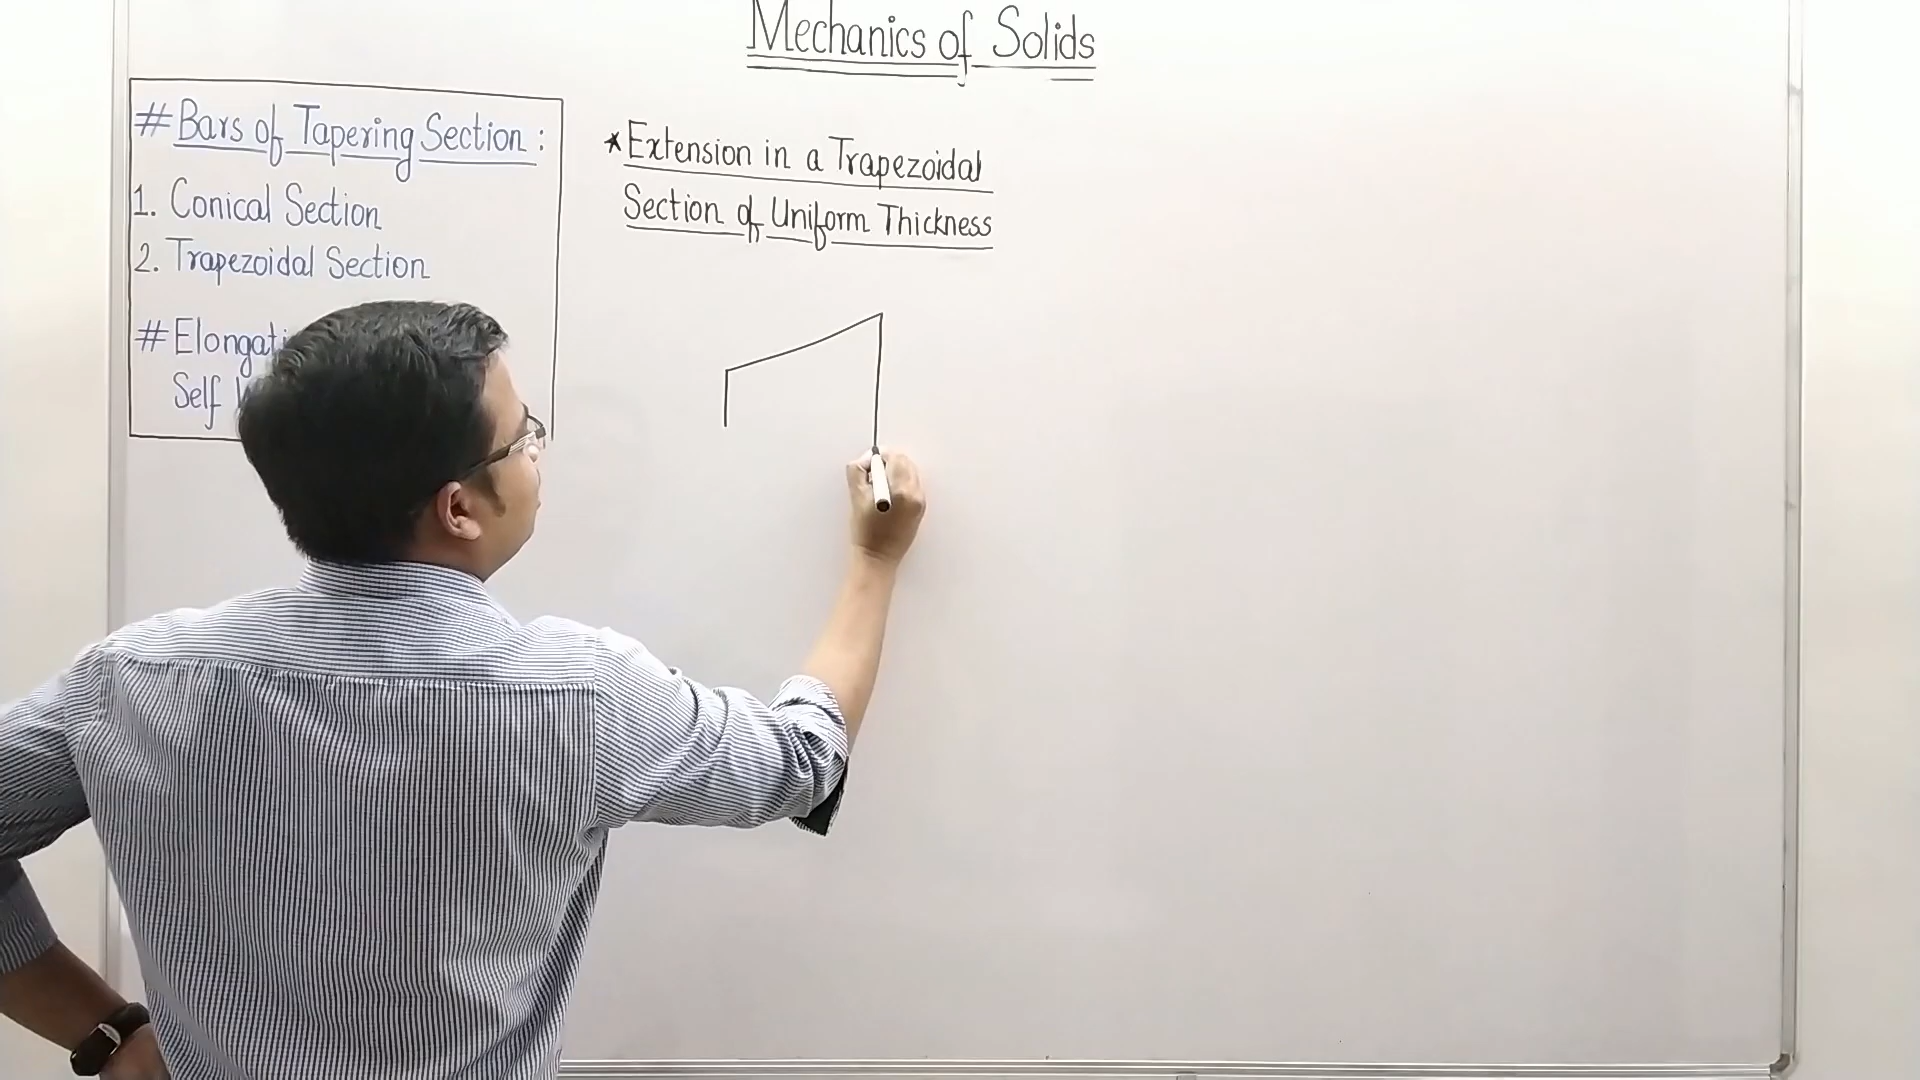 Mechanics of Solids
# Bars of Tapering Section :
1. Conical Section
2. Trapezoidal Section
# 
Self
* Extension in a Trapezoidal
Section of Uniform Thickness